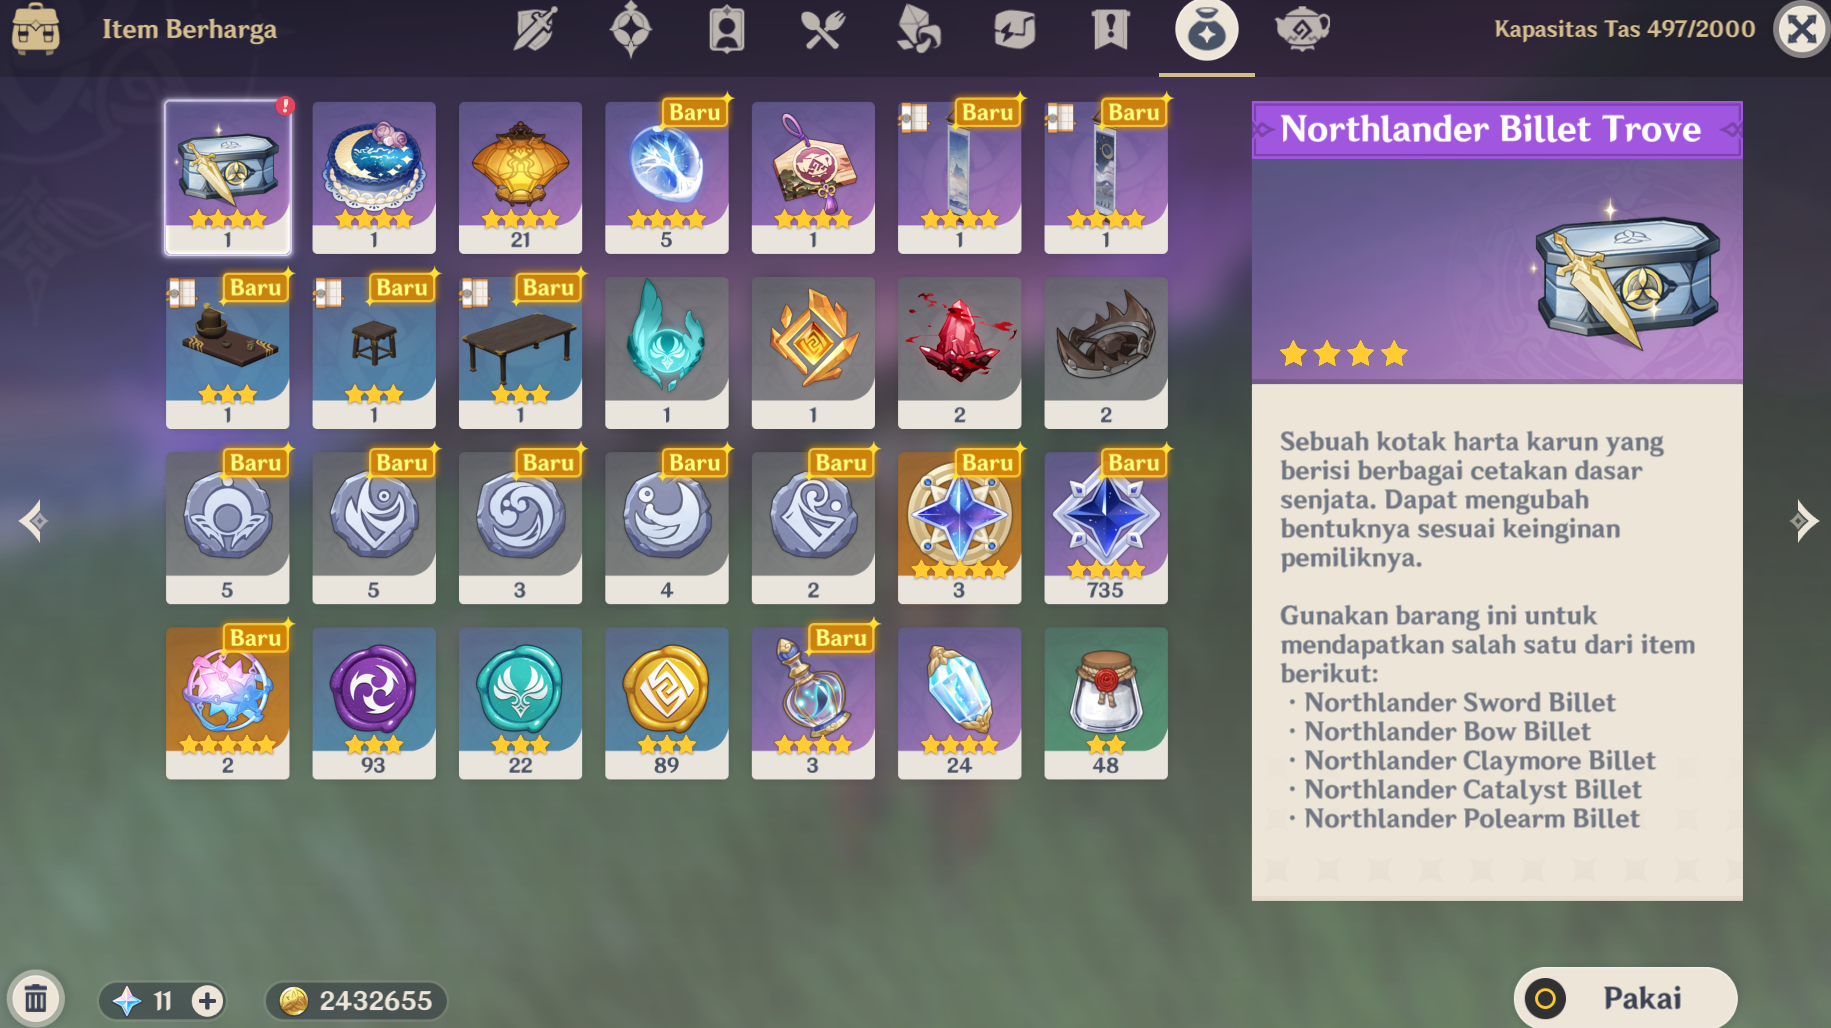 Item Berharga
Kapasitas Tas 497/2000
Baru
Baru
Baru
1
1
21
5
1
1
1
Baru
Baru
Baru
1
1
1
1
1
2
2
Baru
Baru
Baru
Baru
Baru
Baru
Baru
5
5
3
4
2
3
735
Baru
Baru
2
93
22
89
3
24
48
Northlander Billet Trove
Sebuah kotak harta karun yang
berisi berbagai cetakan dasar
senjata. Dapat mengubah
bentuknya sesuai keinginan
pemiliknya.
Gunakan barang ini untuk
mendapatkan salah satu dari item
berikut:
· Northlander Sword Billet
· Northlander Bow Billet
· Northlander Claymore Billet
· Northlander Catalyst Billet
· Northlander Polearm Billet
11
2432655
Pakai